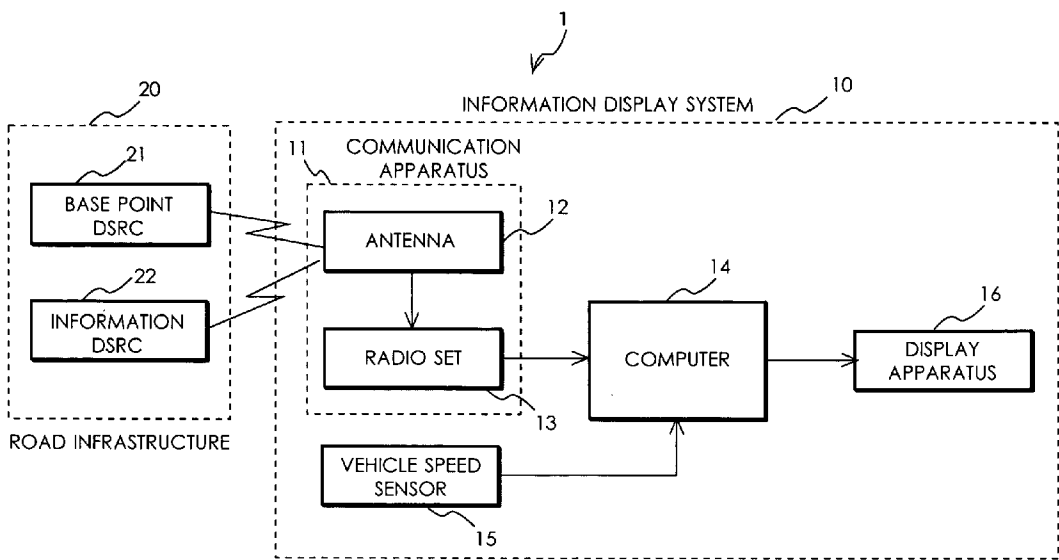 1
20
INFORMATION DISPLAY SYSTEM
10
21
BASE POINT
DSRC
22
INFORMATION
DSRC
ROAD INFRASTRUCTURE
COMMUNICATION
APPARATUS
11
12
ANTENNA
RADIO SET
13
14
COMPUTER
16
DISPLAY
APPARATUS
VEHICLE SPEED
SENSOR
15